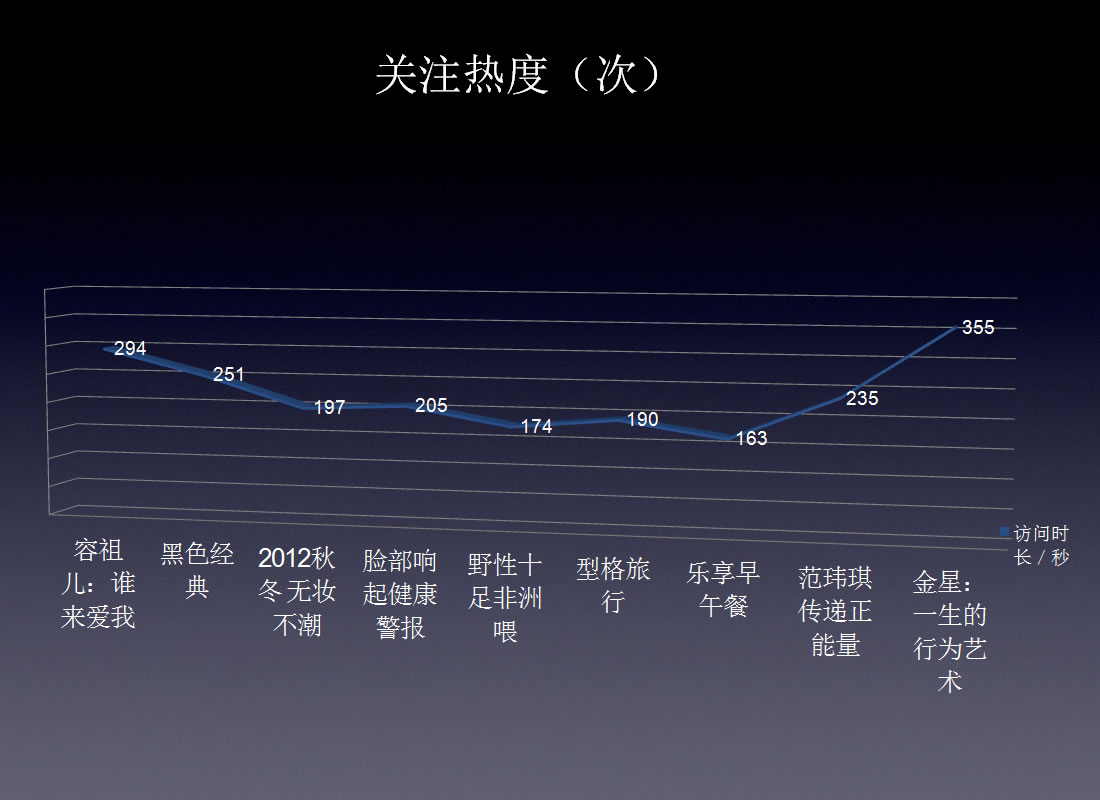 关注热度（次）
294
251
197
205
174
190
163
235
355
访问时
长 / 秒
容祖
儿：谁
来爱我
黑色经
典
2012秋
冬 无妆
不潮
脸部响
起健康
警报
野性十
足非洲
喂
型格旅
行
乐享早
午餐
范玮琪
传递正
能量
金星：
一生的
行为艺
术